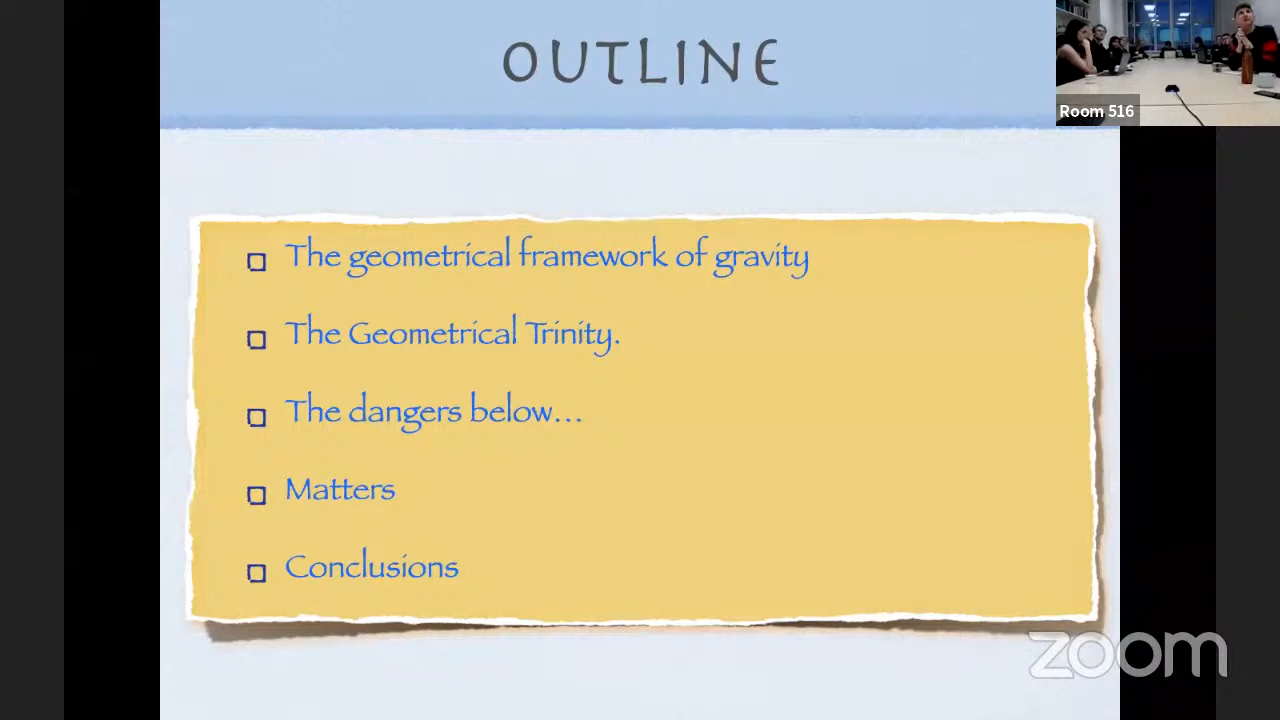 OUTLINE
Room 516
The geometrical framework of gravity
The Geometrical Trinity.
The dangers below...
Matters
Conclusions
zoom